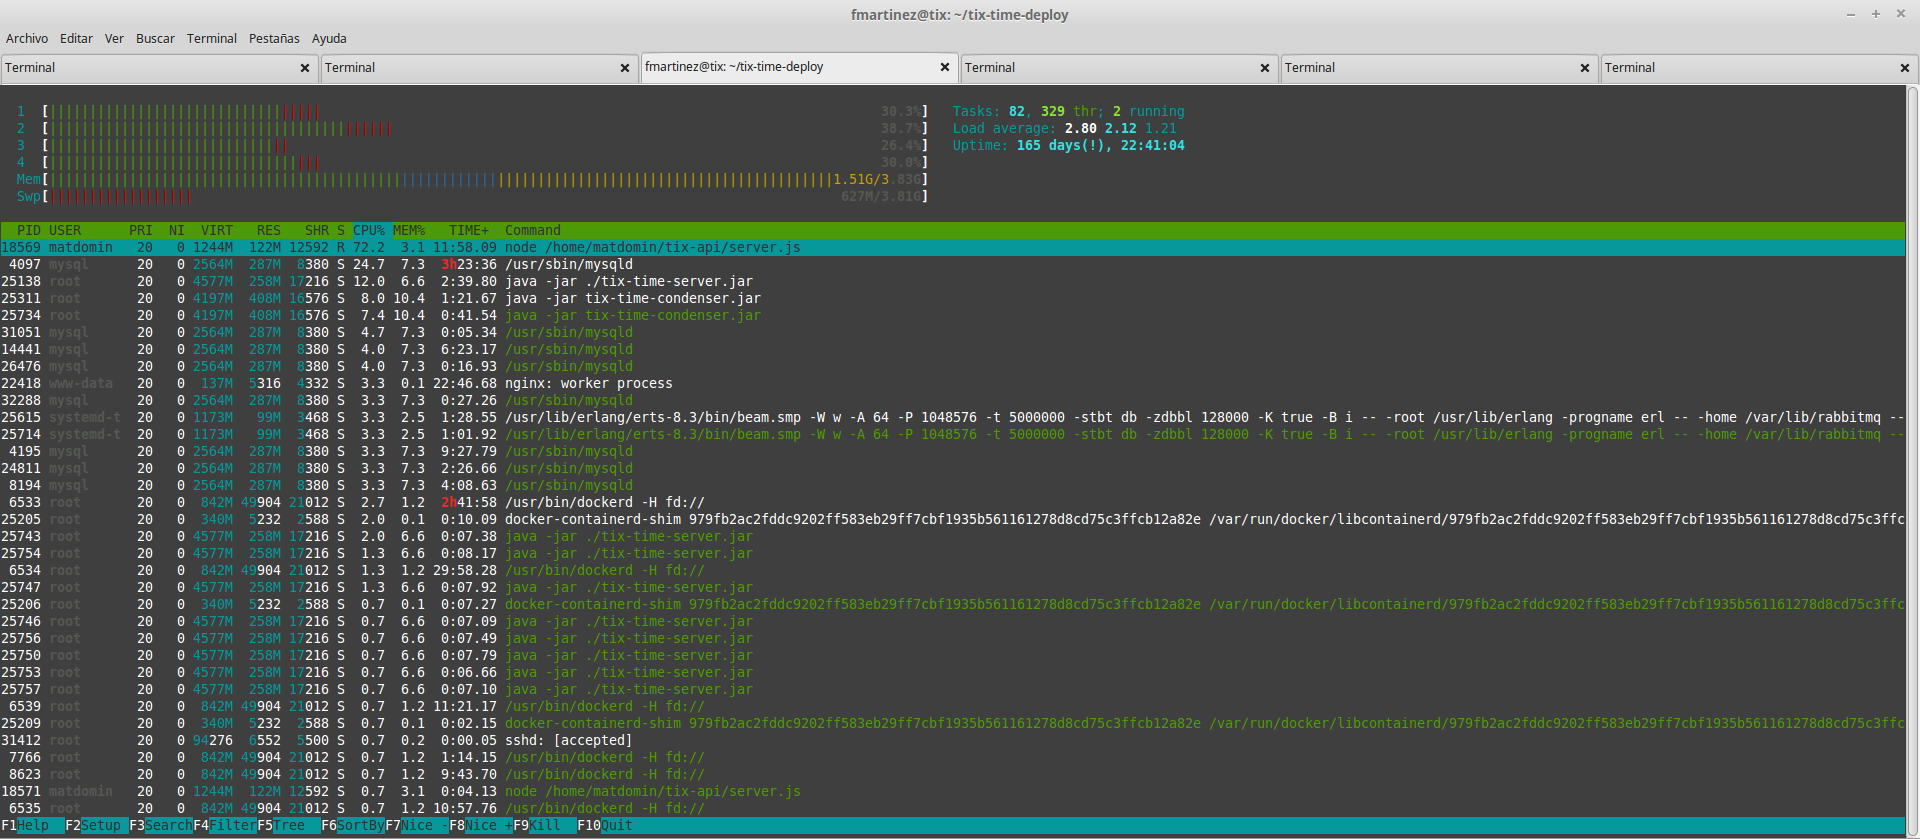 fmartinez@tix: ~/tix-time-deploy
Archivo Editar Ver Buscar Terminal Pestañas Ayuda
Terminal Terminal fmartinez@tix: ~/tix-time-deploy Terminal Terminal Terminal
1 [ 30.3%] Tasks: 82, 329 thr; 2 running
2 [ 38.7%] Load average: 2.80 2.12 1.21
3 [ 26.4%] Uptime: 165 days(!), 22:41:04
4 [ 30.0%]
Mem[ 1.51G/3.83G]
Swp[ 627M/3.81G]
PID USER PRI NI VIRT RES SHR S CPU% MEM% TIME+ Command
18569 matdomin 20 0 1244M 122M 12592 R 72.2 3.1 11:58.09 node /home/matdomin/tix-api/server.js
4097 mysql 20 0 2564M 287M 8380 S 24.7 7.3 3h23:36 /usr/sbin/mysqld
25138 root 20 0 4577M 258M 17216 S 12.0 6.6 2:39.80 java -jar ./tix-time-server.jar
25311 root 20 0 4197M 408M 16576 S 8.0 10.4 1:21.67 java -jar tix-time-condenser.jar
25734 root 20 0 4197M 408M 16576 S 7.4 10.4 0:41.54 java -jar tix-time-condenser.jar
31051 mysql 20 0 2564M 287M 8380 S 4.7 7.3 0:05.34 /usr/sbin/mysqld
14441 mysql 20 0 2564M 287M 8380 S 4.0 7.3 6:23.17 /usr/sbin/mysqld
26476 mysql 20 0 2564M 287M 8380 S 4.0 7.3 0:16.93 /usr/sbin/mysqld
22418 www-data 20 0 137M 5316 4332 S 3.3 0.1 22:46.68 nginx: worker process
32288 mysql 20 0 2564M 287M 8380 S 3.3 7.3 0:27.26 /usr/sbin/mysqld
25615 systemd-t 20 0 1173M 99M 3468 S 3.3 2.5 1:28.55 /usr/lib/erlang/erts-8.3/bin/beam.smp -W w -A 64 -P 1048576 -t 5000000 -stbt db -zdbbl 128000 -K true -B i -- -root /usr/lib/erlang -progname erl -- -home /var/lib/rabbitmq --
25714 systemd-t 20 0 1173M 99M 3468 S 3.3 2.5 1:01.92 /usr/lib/erlang/erts-8.3/bin/beam.smp -W w -A 64 -P 1048576 -t 5000000 -stbt db -zdbbl 128000 -K true -B i -- -root /usr/lib/erlang -progname erl -- -home /var/lib/rabbitmq --
4195 mysql 20 0 2564M 287M 8380 S 3.3 7.3 9:27.79 /usr/sbin/mysqld
24811 mysql 20 0 2564M 287M 8380 S 3.3 7.3 2:26.66 /usr/sbin/mysqld
8194 mysql 20 0 2564M 287M 8380 S 3.3 7.3 4:08.63 /usr/sbin/mysqld
6533 root 20 0 842M 49904 21012 S 2.7 1.2 2h41:58 /usr/bin/dockerd -H fd://
25205 root 20 0 340M 5232 2588 S 2.0 0.1 0:10.09 docker-containerd-shim 979fb2ac2fddc9202ff583eb29ff7cbf1935b561161278d8cd75c3ffcb12a82e /var/run/docker/libcontainerd/979fb2ac2fddc9202ff583eb29ff7cbf1935b561161278d8cd75c3ffc
25743 root 20 0 4577M 258M 17216 S 2.0 6.6 0:07.38 java -jar ./tix-time-server.jar
25754 root 20 0 4577M 258M 17216 S 1.3 6.6 0:08.17 java -jar ./tix-time-server.jar
6534 root 20 0 842M 49904 21012 S 1.3 1.2 29:58.28 /usr/bin/dockerd -H fd://
25747 root 20 0 4577M 258M 17216 S 1.3 6.6 0:07.92 java -jar ./tix-time-server.jar
25206 root 20 0 340M 5232 2588 S 0.7 0.1 0:07.27 docker-containerd-shim 979fb2ac2fddc9202ff583eb29ff7cbf1935b561161278d8cd75c3ffcb12a82e /var/run/docker/libcontainerd/979fb2ac2fddc9202ff583eb29ff7cbf1935b561161278d8cd75c3ffc
25746 root 20 0 4577M 258M 17216 S 0.7 6.6 0:07.09 java -jar ./tix-time-server.jar
25756 root 20 0 4577M 258M 17216 S 0.7 6.6 0:07.49 java -jar ./tix-time-server.jar
25750 root 20 0 4577M 258M 17216 S 0.7 6.6 0:07.79 java -jar ./tix-time-server.jar
25753 root 20 0 4577M 258M 17216 S 0.7 6.6 0:06.66 java -jar ./tix-time-server.jar
25757 root 20 0 4577M 258M 17216 S 0.7 6.6 0:07.10 java -jar ./tix-time-server.jar
6539 root 20 0 842M 49904 21012 S 0.7 1.2 11:21.17 /usr/bin/dockerd -H fd://
25209 root 20 0 340M 5232 2588 S 0.7 0.1 0:02.15 docker-containerd-shim 979fb2ac2fddc9202ff583eb29ff7cbf1935b561161278d8cd75c3ffcb12a82e /var/run/docker/libcontainerd/979fb2ac2fddc9202ff583eb29ff7cbf1935b561161278d8cd75c3ffc
31412 root 20 0 94276 6552 5500 S 0.7 0.2 0:00.05 sshd: [accepted]
7766 root 20 0 842M 49904 21012 S 0.7 1.2 1:14.15 /usr/bin/dockerd -H fd://
8623 root 20 0 842M 49904 21012 S 0.7 1.2 9:43.70 /usr/bin/dockerd -H fd://
18571 matdomin 20 0 1244M 122M 12592 S 0.7 3.1 0:04.13 node /home/matdomin/tix-api/server.js
6535 root 20 0 842M 49904 21012 S 0.7 1.2 10:57.76 /usr/bin/dockerd -H fd://
F1Help F2Setup F3SearchF4FilterF5Tree F6SortByF7Nice -F8Nice +F9Kill F10Quit